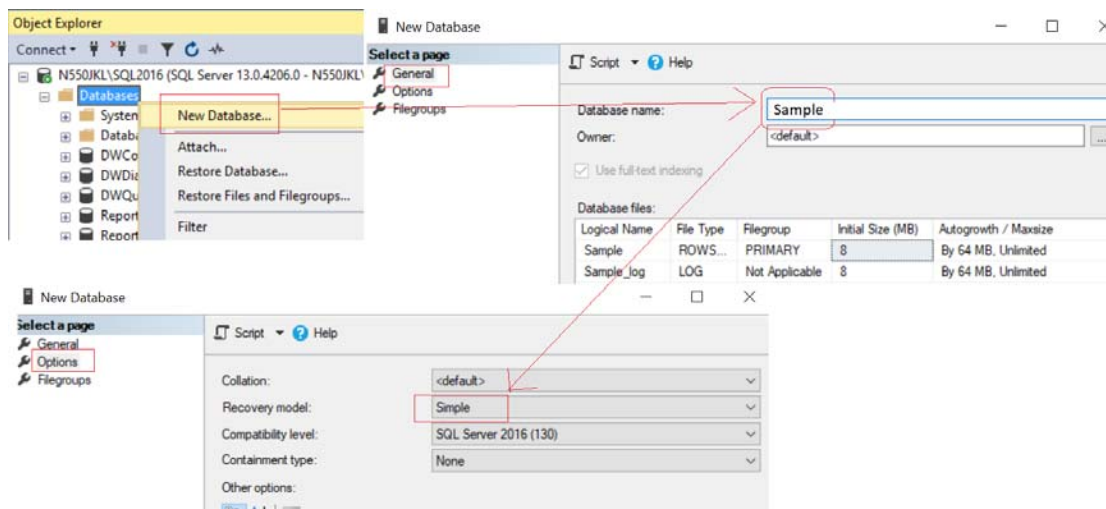 Object Explorer
Connect
N550JKL\SQL2016 (SQL Server 13.0.4206.0 - N550JKL\
Databases
System
Databa
DWCo
DWDia
DWQu
Report
Report
New Database...
Attach...
Restore Database...
Restore Files and Filegroups...
Filter
New Database
Select a page
General
Options
Filegroups
Script
Help
Database name:
Sample
Owner:
<default>
...
Use full-text indexing
Database files:
Logical Name File Type Filegroup Initial Size (MB) Autogrowth / Maxsize
Sample ROWS... PRIMARY 8 By 64 MB, Unlimited
Sample_log LOG Not Applicable 8 By 64 MB, Unlimited
New Database
Select a page
General
Options
Filegroups
Script
Help
Collation:
<default>
Recovery model:
Simple
Compatibility level:
SQL Server 2016 (130)
Containment type:
None
Other options: